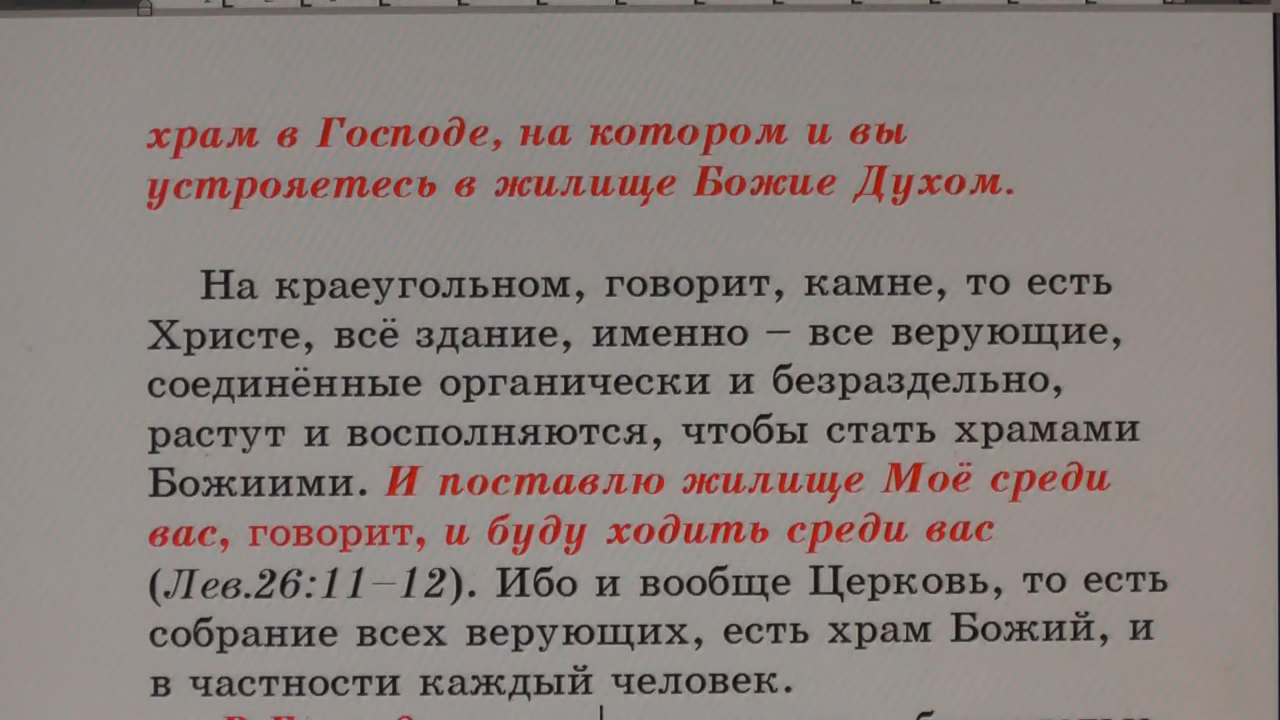 храм в Господе, на котором и вы
устрояетесь в жилище Божие Духом.
На краеугольном, говорит, камне, то есть
Христе, всё здание, именно – все верующие,
соединённые органически и безраздельно,
растут и восполняются, чтобы стать храмами
Божиими. И поставлю жилище Моё среди
вас, говорит, и буду ходить среди вас
(Лев.26:11–12). Ибо и вообще Церковь, то есть
собрание всех верующих, есть храм Божий, и
в частности каждый человек.